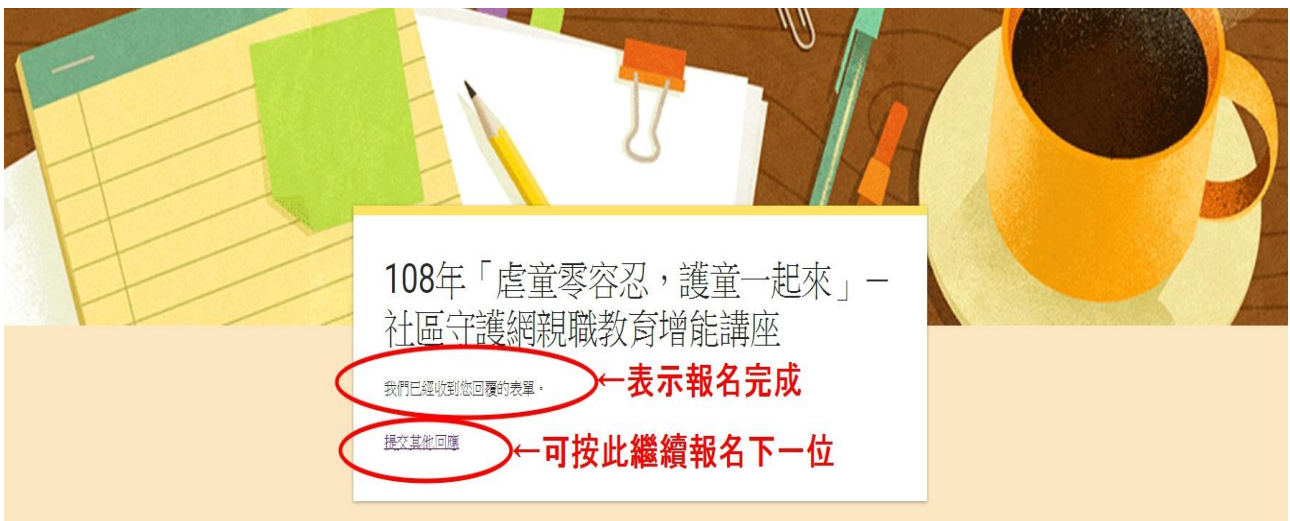 108年「虐童零容忍，護童一起來」－
社區守護網親職教育增能講座
我們已經收到您回覆的表單。←表示報名完成
提交其他回應←可按此繼續報名下一位